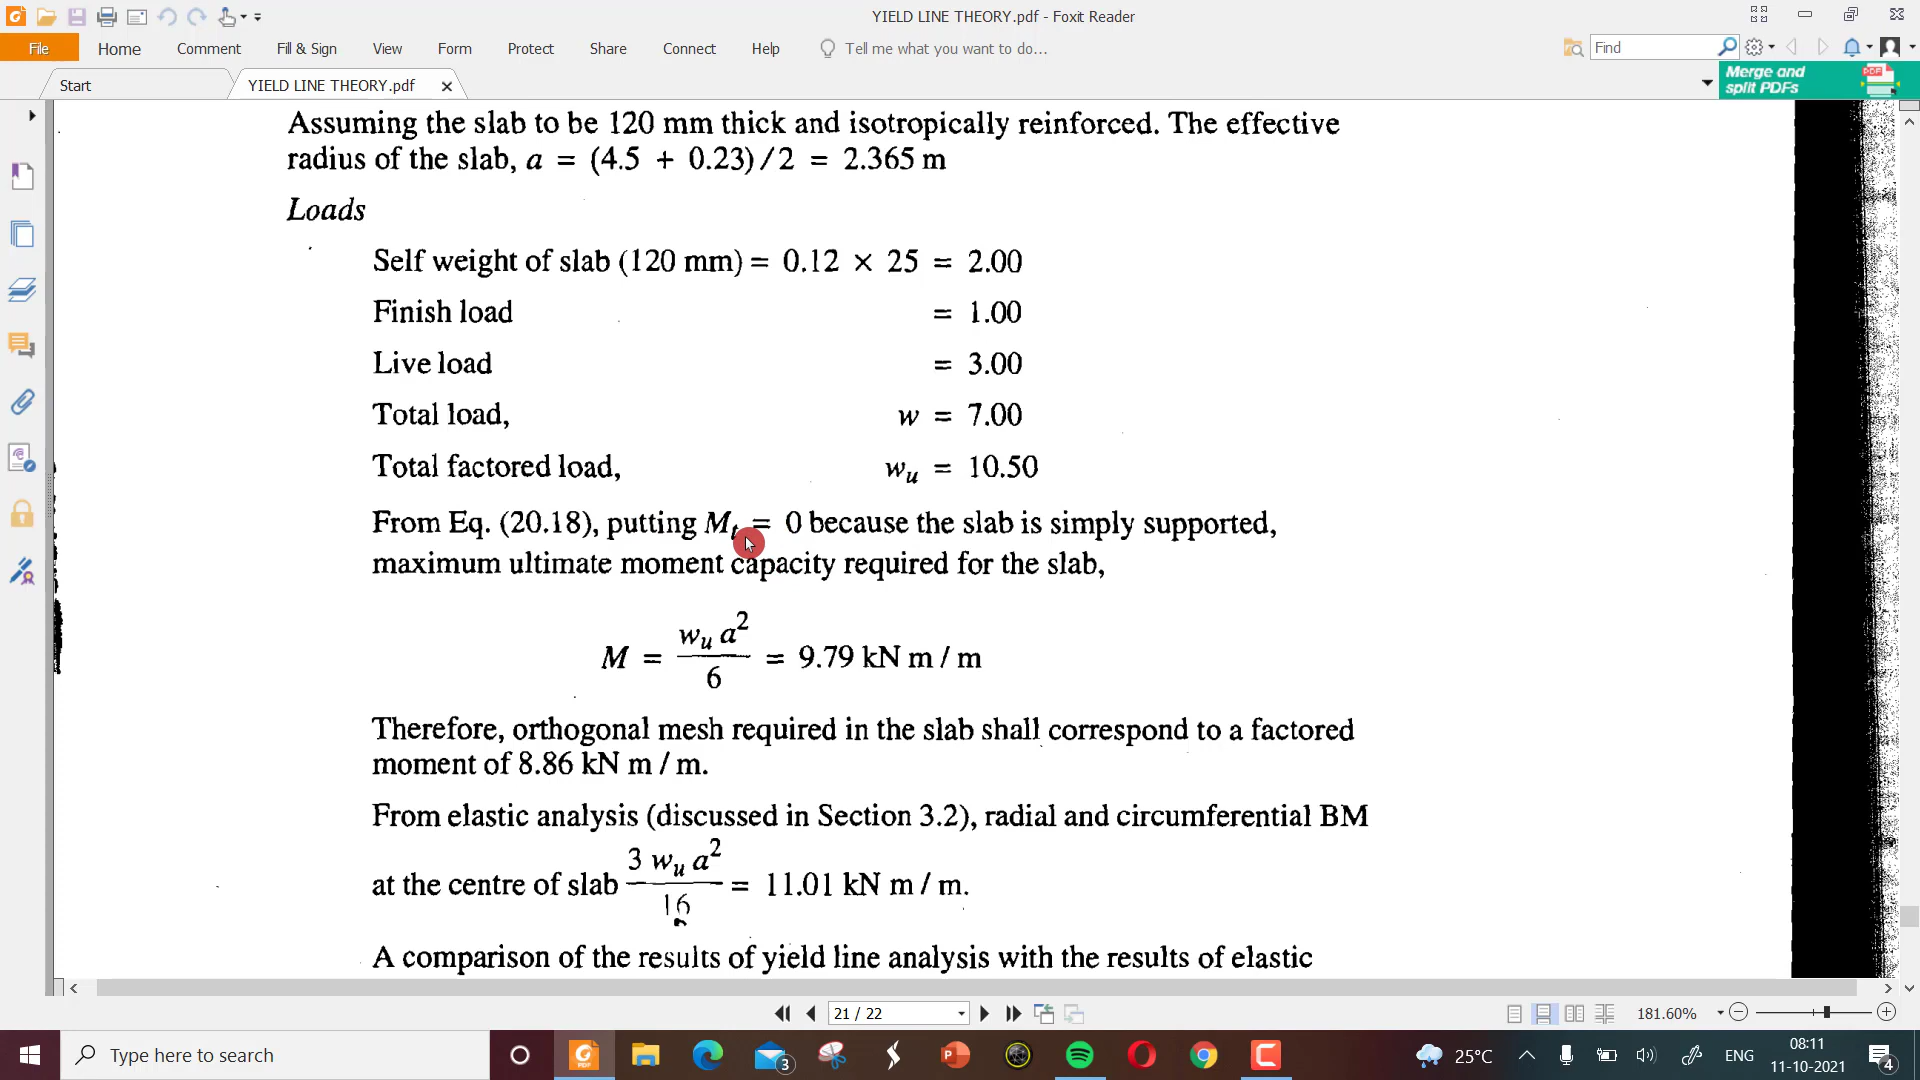 YIELD LINE THEORY.pdf - Foxit Reader
File Home Comment Fill & Sign View Form Protect Share Connect Help Tell me what you want to do... Find
Start YIELD LINE THEORY.pdf Merge and split PDFs
Assuming the slab to be 120 mm thick and isotropically reinforced. The effective
radius of the slab, a = (4.5 + 0.23)/2 = 2.365 m
Loads
Self weight of slab (120 mm) = 0.12 × 25 = 2.00
Finish load = 1.00
Live load = 3.00
Total load, w = 7.00
Total factored load, wu = 10.50
From Eq. (20.18), putting Mt = 0 because the slab is simply supported,
maximum ultimate moment capacity required for the slab,
M = wu a² / 6 = 9.79 kN m / m
Therefore, orthogonal mesh required in the slab shall correspond to a factored
moment of 8.86 kN m / m.
From elastic analysis (discussed in Section 3.2), radial and circumferential BM
at the centre of slab 3 wu a² / 16 = 11.01 kN m / m.
A comparison of the results of yield line analysis with the results of elastic
21 / 22 181.60%
Type here to search 3 25°C ENG 08:11 11-10-2021 4